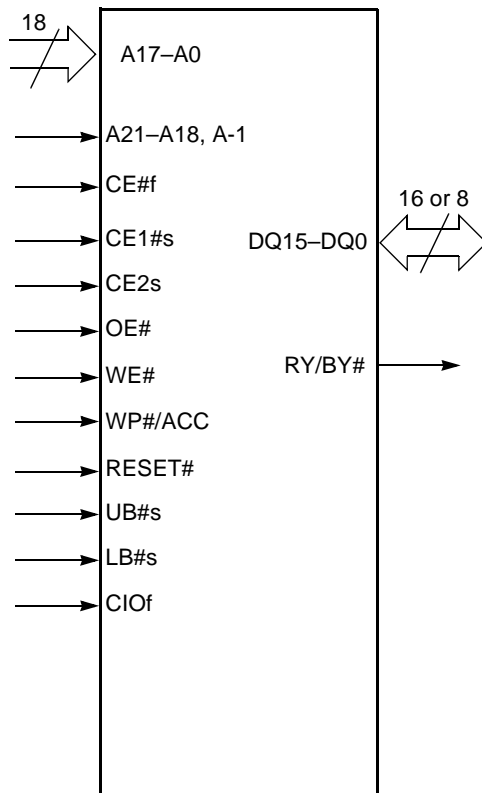 18
A17–A0
A21–A18, A-1
CE#f
16 or 8
CE1#s
DQ15–DQ0
CE2s
OE#
RY/BY#
WE#
WP#/ACC
RESET#
UB#s
LB#s
CIOf